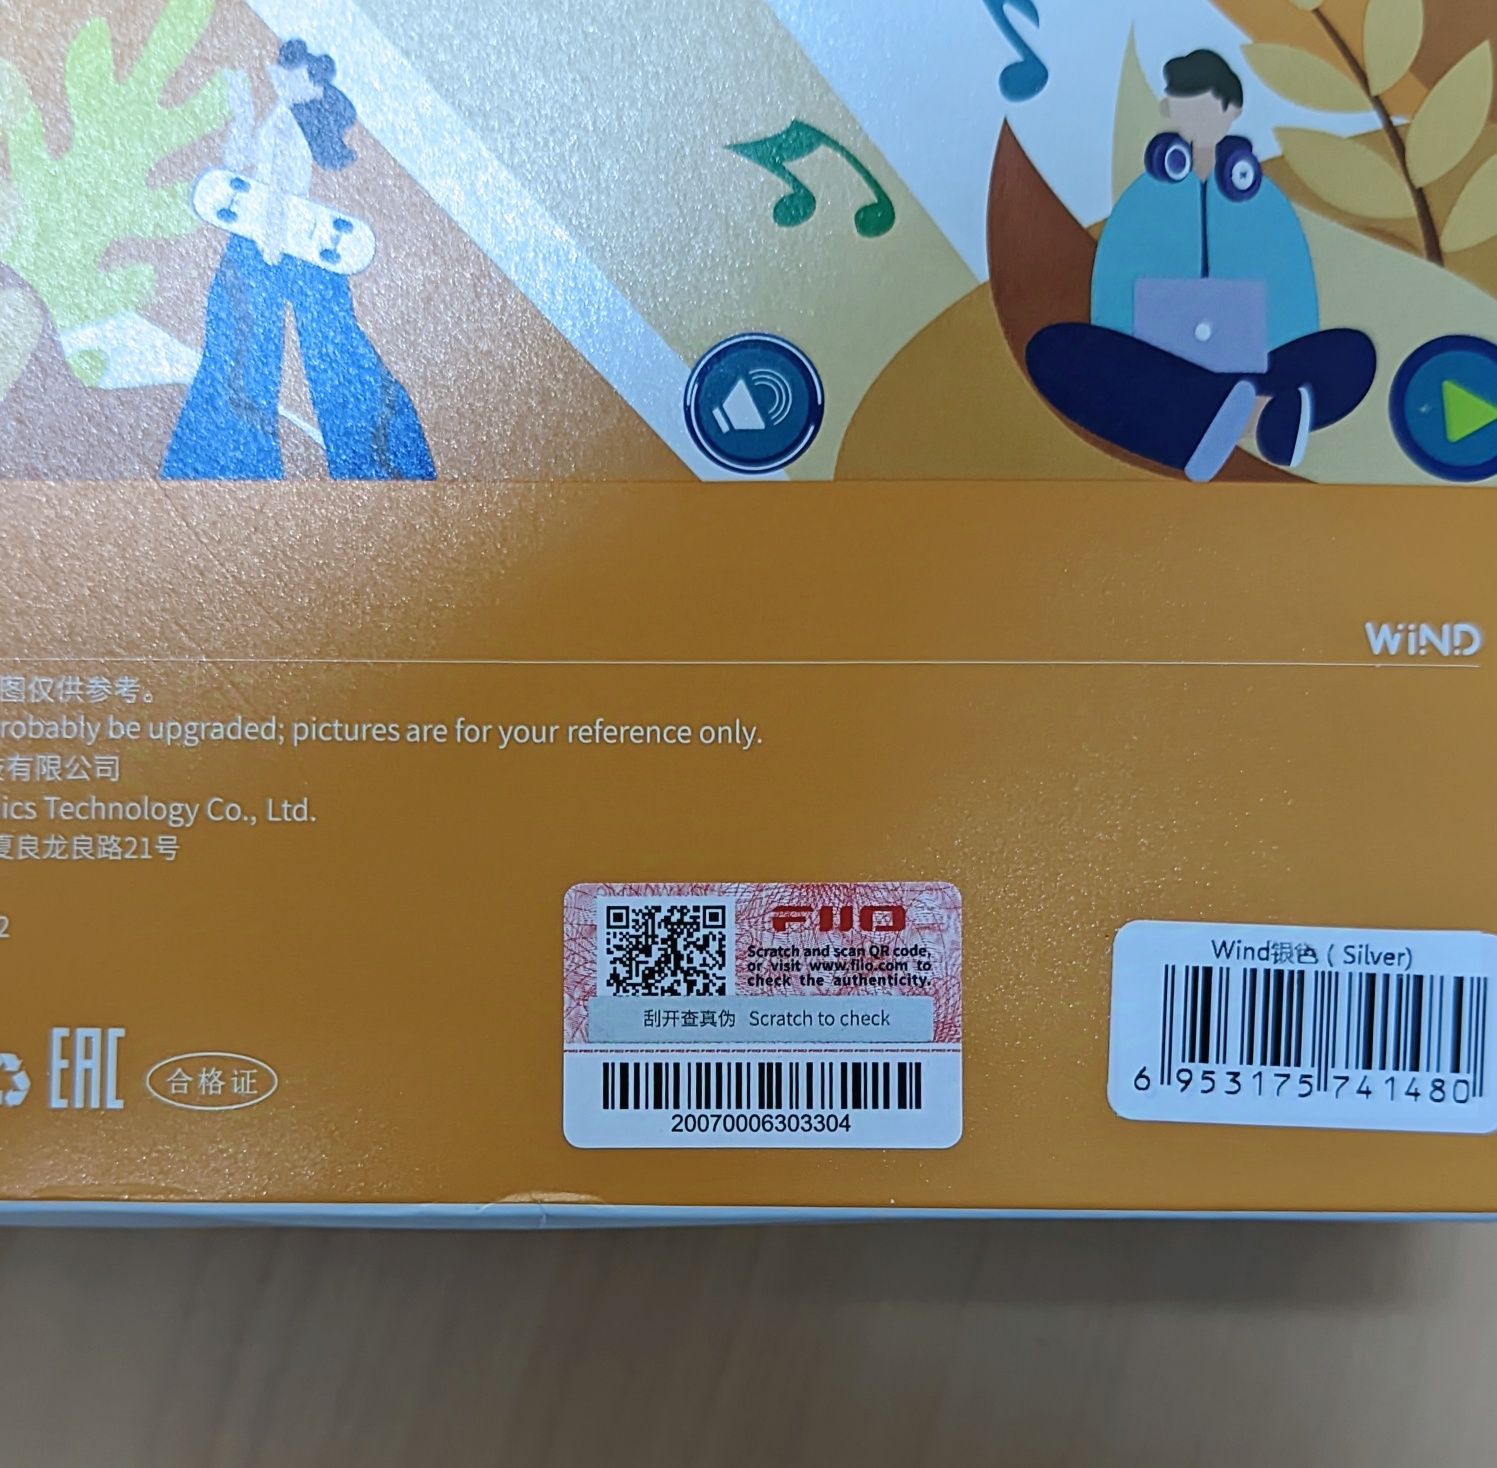 WiND
图仅供参考。
robably be upgraded; pictures are for your reference only.
有限公司
ics Technology Co., Ltd.
夏良龙良路21号
2
FIIO
Scratch and scan QR code,
or visit www.fiio.com to
check the authenticity.
刮开查真伪 Scratch to check
20070006303304
Wind银色 ( Silver)
6 953175 741480
EAC
合格证